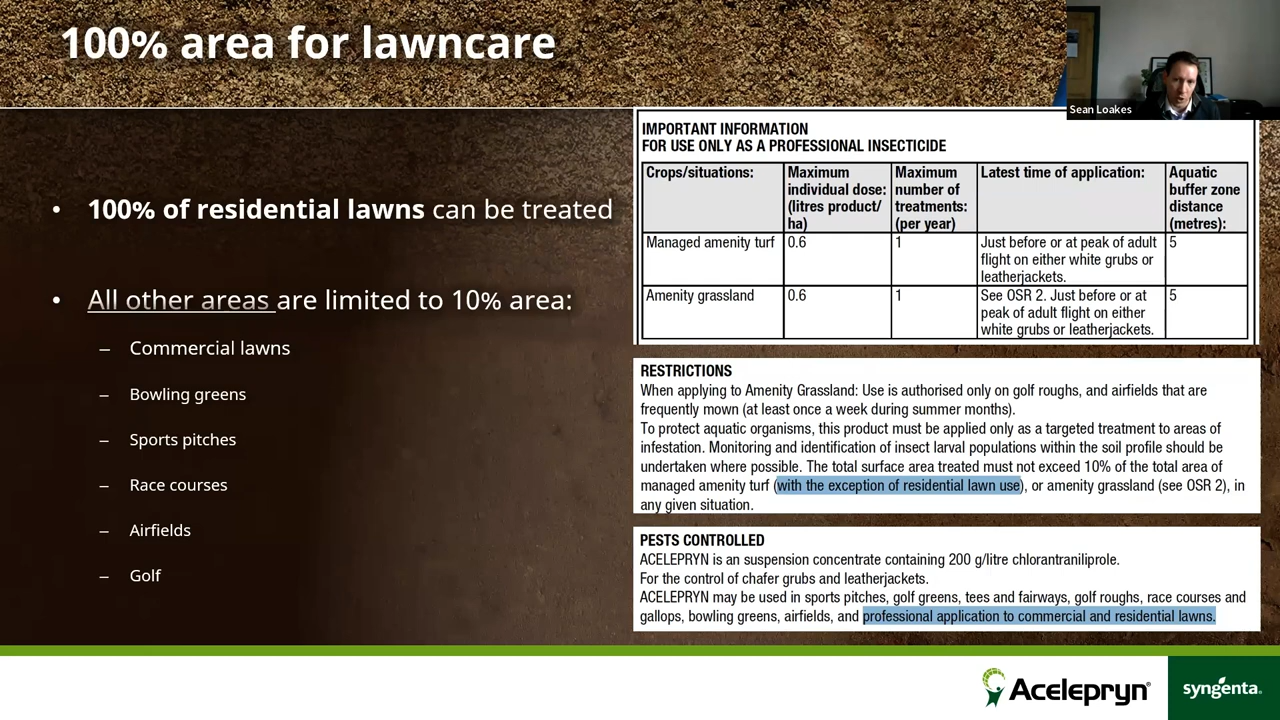 100% area for lawncare
Sean Loakes
• 100% of residential lawns can be treated
• All other areas are limited to 10% area:
– Commercial lawns
– Bowling greens
– Sports pitches
– Race courses
– Airfields
– Golf
IMPORTANT INFORMATION
FOR USE ONLY AS A PROFESSIONAL INSECTICIDE
Crops/situations: Maximum individual dose: (litres product/ha) Maximum number of treatments: (per year) Latest time of application: Aquatic buffer zone distance (metres):
Managed amenity turf 0.6 1 Just before or at peak of adult flight on either white grubs or leatherjackets. 5
Amenity grassland 0.6 1 See OSR 2. Just before or at peak of adult flight on either white grubs or leatherjackets. 5
RESTRICTIONS
When applying to Amenity Grassland: Use is authorised only on golf roughs, and airfields that are
frequently mown (at least once a week during summer months).
To protect aquatic organisms, this product must be applied only as a targeted treatment to areas of
infestation. Monitoring and identification of insect larval populations within the soil profile should be
undertaken where possible. The total surface area treated must not exceed 10% of the total area of
managed amenity turf (with the exception of residential lawn use), or amenity grassland (see OSR 2), in
any given situation.
PESTS CONTROLLED
ACELEPRYN is an suspension concentrate containing 200 g/litre chlorantraniliprole.
For the control of chafer grubs and leatherjackets.
ACELEPRYN may be used in sports pitches, golf greens, tees and fairways, golf roughs, race courses and
gallops, bowling greens, airfields, and professional application to commercial and residential lawns.
Acelepryn®
syngenta®